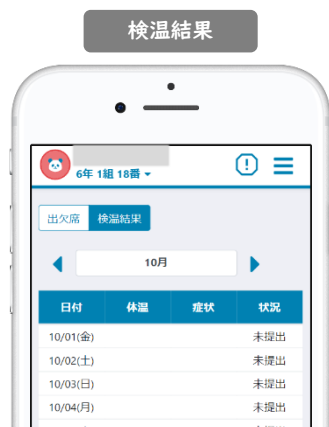 検温結果
6年 1組 18番
出欠席 検温結果
10月
日付 体温 症状 状況
10/01(金) 未提出
10/02(土) 未提出
10/03(日) 未提出
10/04(月) 未提出